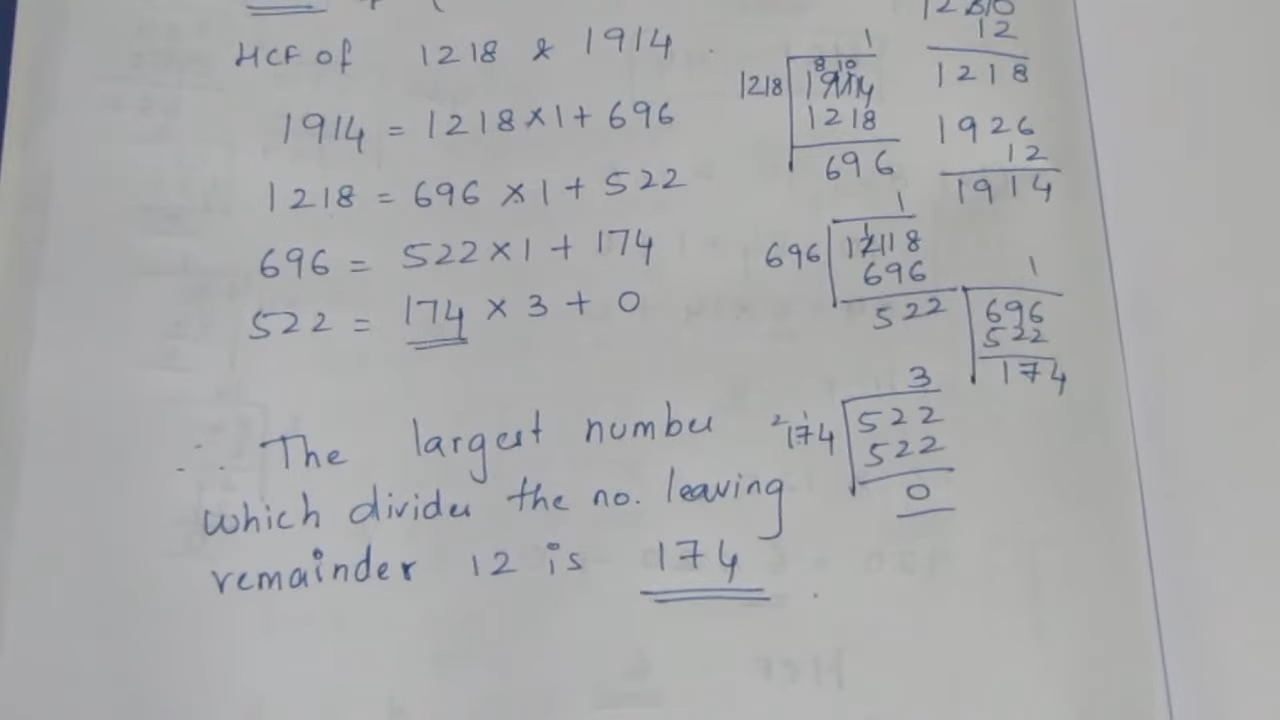 HCF of 1218 & 1914.
1914 = 1218 × 1 + 696
1218 = 696 × 1 + 522
696 = 522 × 1 + 174
522 = 174 × 3 + 0
∴ The largest number
which divides the no. leaving
remainder 12 is 174.
12
1218
1926
12
1914
1
1218
1218
696
1
696
696
522
1
696
522
174
3
174 522
522
0